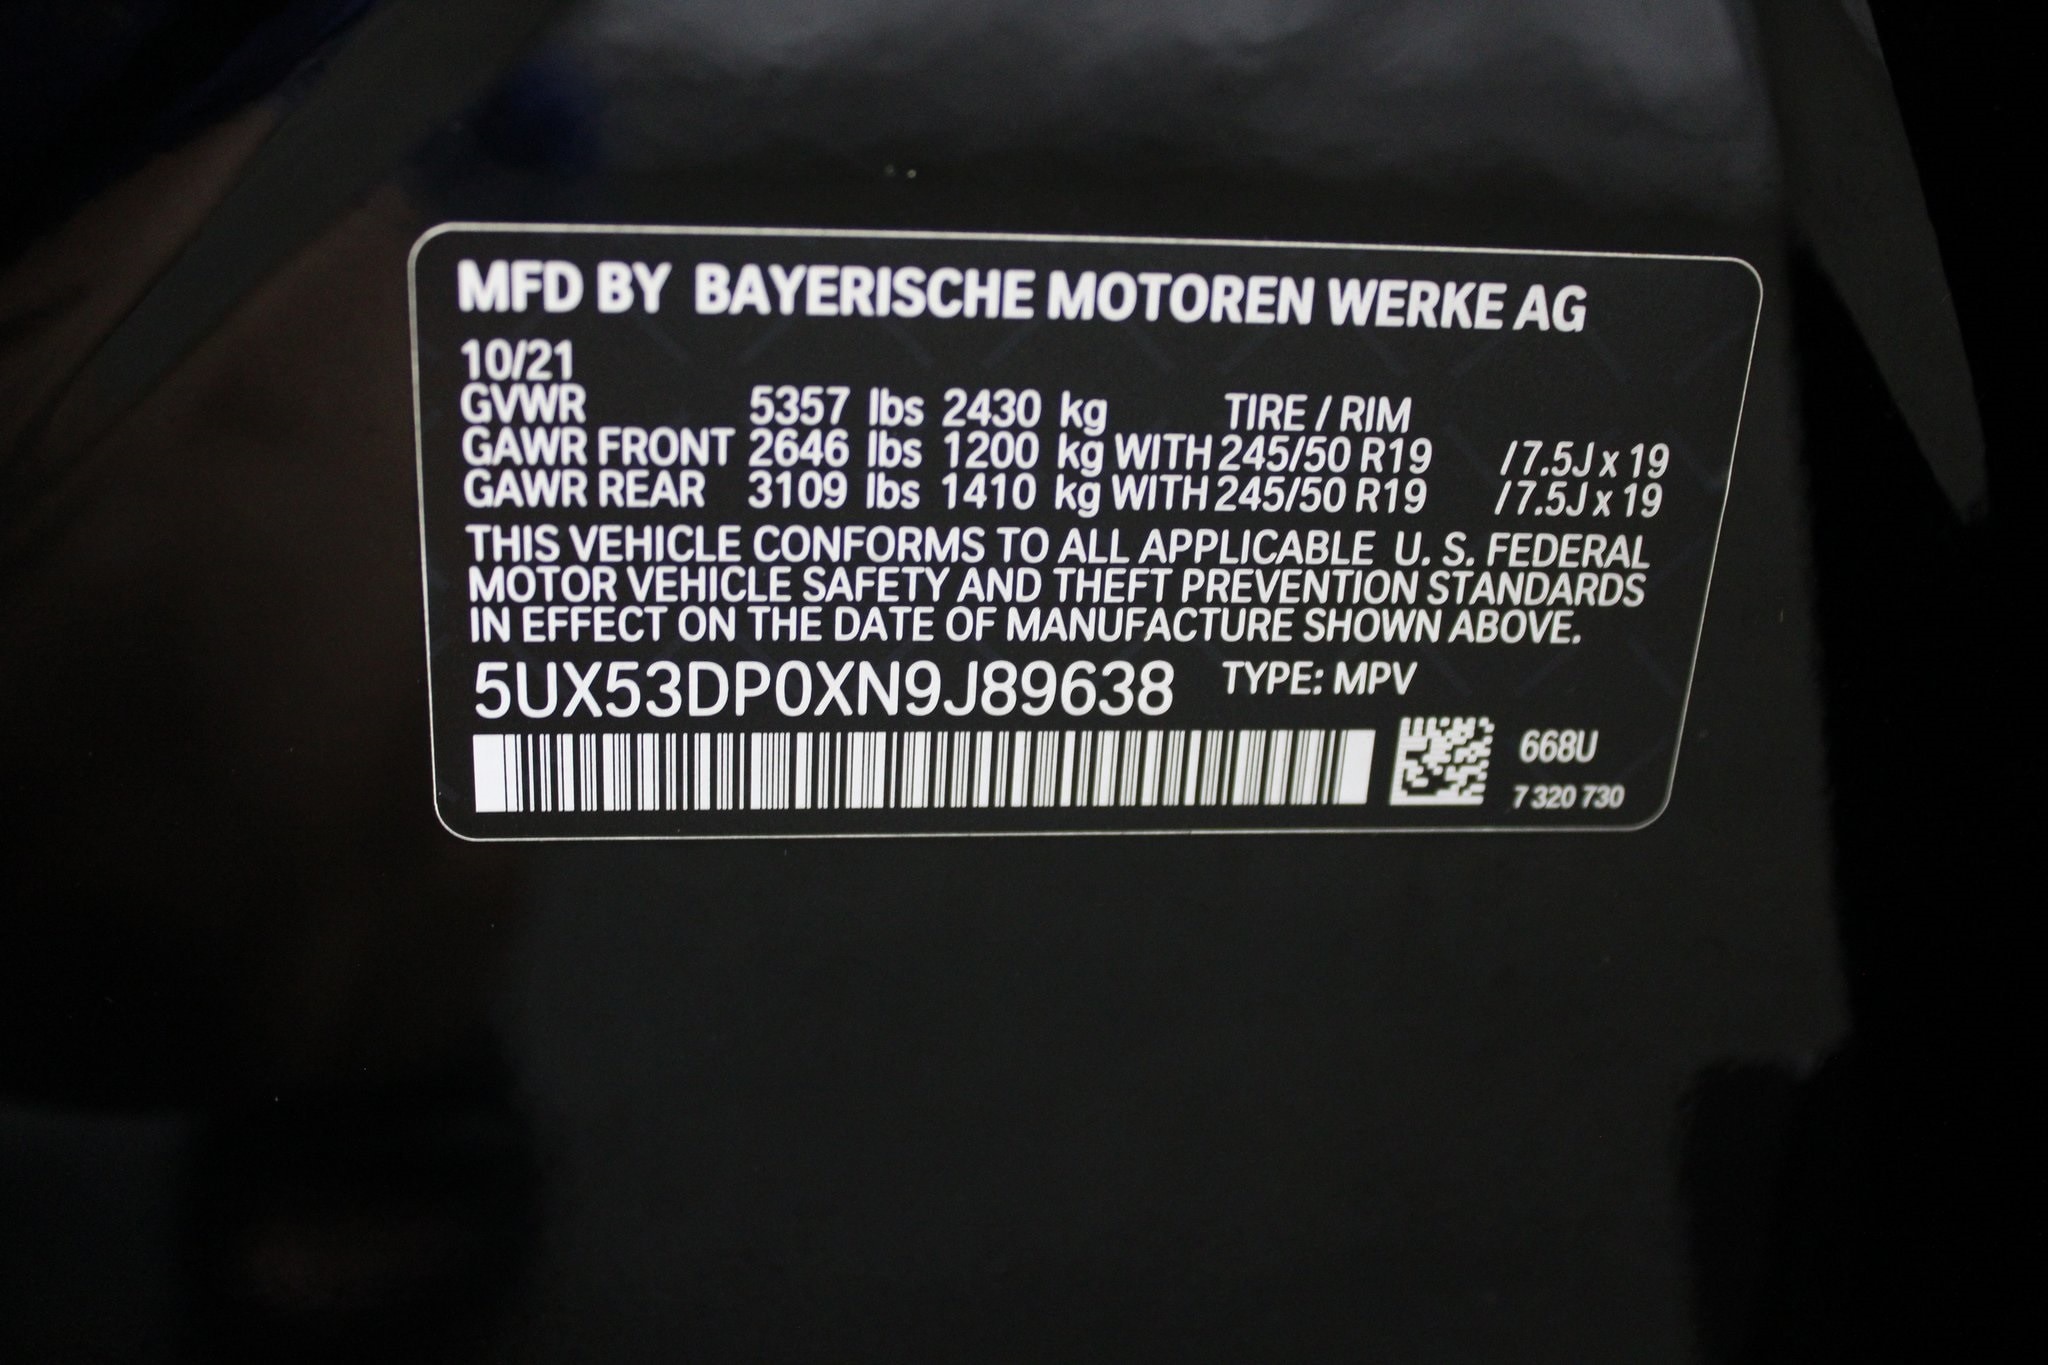 MFD BY BAYERISCHE MOTOREN WERKE AG
10/21
GVWR 5357 lbs 2430 kg TIRE / RIM
GAWR FRONT 2646 lbs 1200 kg WITH 245/50 R19 / 7.5J x 19
GAWR REAR 3109 lbs 1410 kg WITH 245/50 R19 / 7.5J x 19
THIS VEHICLE CONFORMS TO ALL APPLICABLE U. S. FEDERAL
MOTOR VEHICLE SAFETY AND THEFT PREVENTION STANDARDS
IN EFFECT ON THE DATE OF MANUFACTURE SHOWN ABOVE.
5UX53DP0XN9J89638 TYPE: MPV
668U
7 320 730